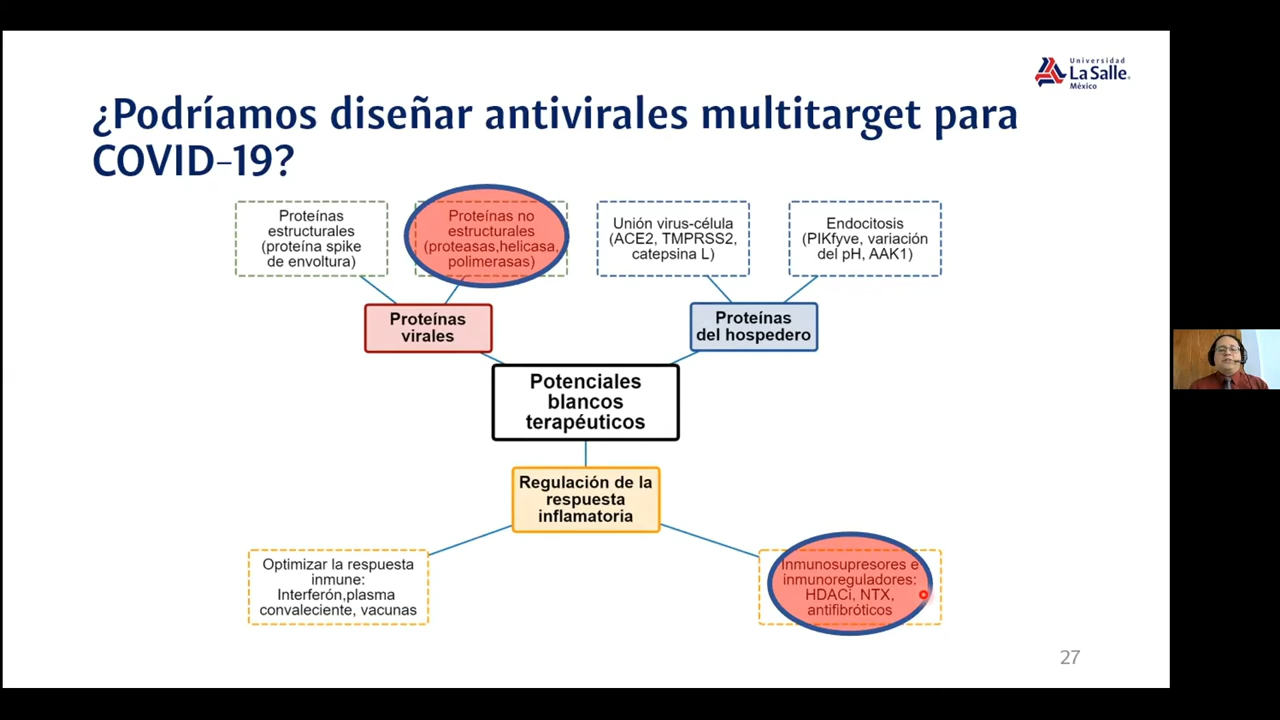 Universidad
La Salle
México
¿Podríamos diseñar antivirales multitarget para
COVID-19?
Proteínas
estructurales
(proteína spike
de envoltura)
Proteínas no
estructurales
(proteasas,helicasa,
polimerasas)
Unión virus-célula
(ACE2, TMPRSS2,
catepsina L)
Endocitosis
(PIKfyve, variación
del pH, AAK1)
Proteínas
virales
Proteínas
del hospedero
Potenciales
blancos
terapéuticos
Regulación de la
respuesta
inflamatoria
Optimizar la respuesta
inmune:
Interferón,plasma
convaleciente, vacunas
Inmunosupresores e
inmunoreguladores:
HDACi, NTX,
antifibróticos
27